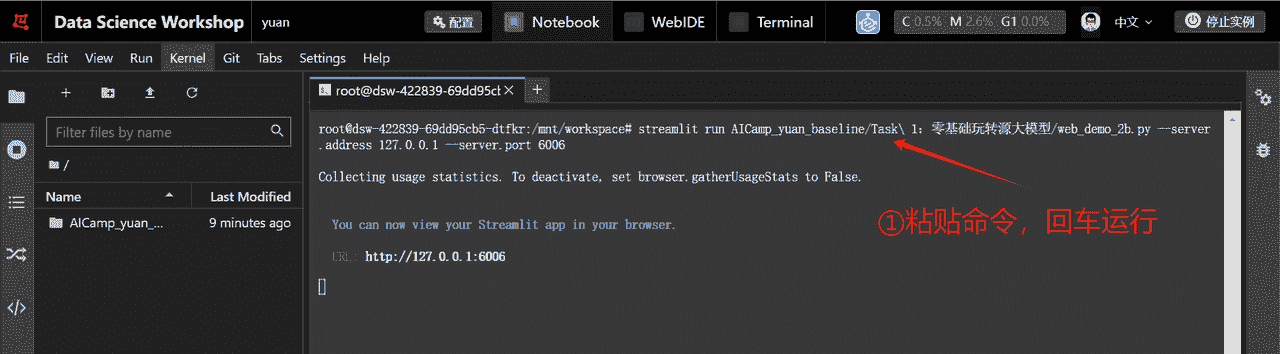 Data Science Workshop
yuan
配置
Notebook
WebIDE
Terminal
C 0.5% M 2.6% G1 0.0%
中文
停止实例
File Edit View Run Kernel Git Tabs Settings Help
root@dsw-422839-69dd95cb
Filter files by name
/
Name
Last Modified
AICamp_yuan_...
9 minutes ago
root@dsw-422839-69dd95cb5-dtfkr:/mnt/workspace# streamlit run AICamp_yuan_baseline/Task\ 1：零基础玩转源大模型/web_demo_2b.py --server
.address 127.0.0.1 --server.port 6006
Collecting usage statistics. To deactivate, set browser.gatherUsageStats to False.
You can now view your Streamlit app in your browser.
URL: http://127.0.0.1:6006
①粘贴命令，回车运行